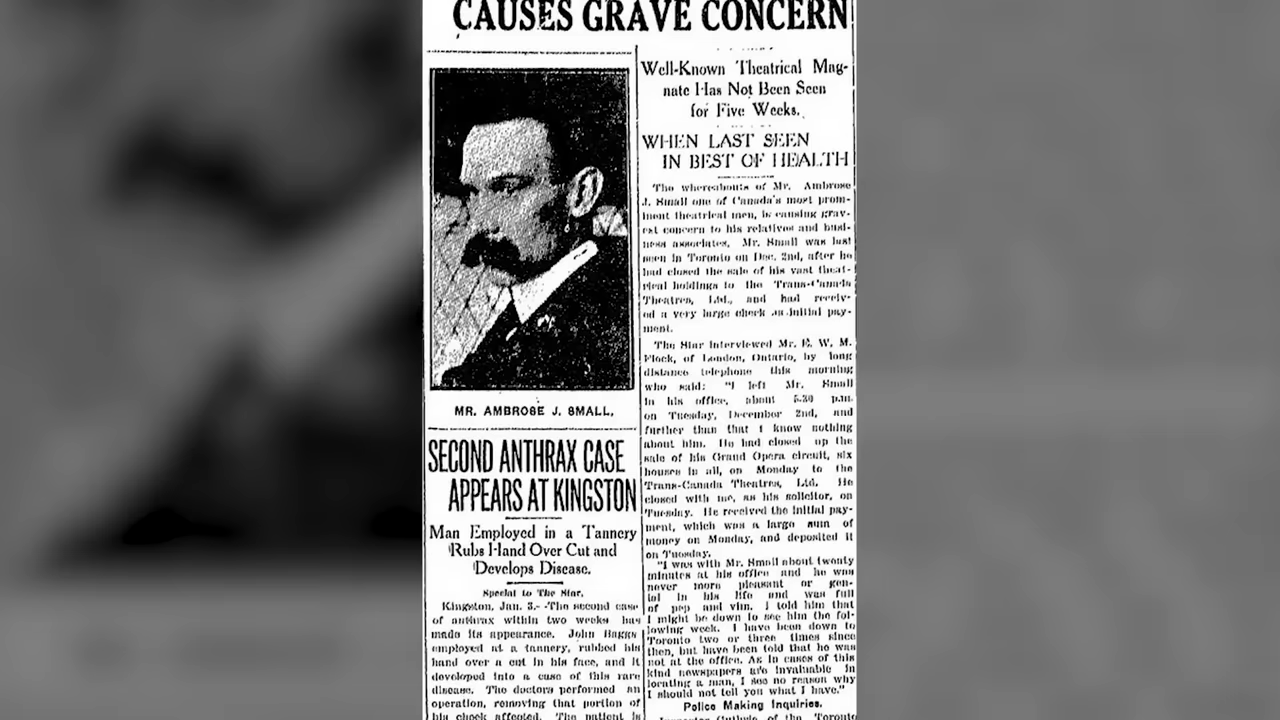 CAUSES GRAVE CONCERN
MR. AMBROSE J. SMALL.
SECOND ANTHRAX CASE
APPEARS AT KINGSTON
Man Employed in a Tannery
Rubs Hand Over Cut and
Develops Disease.
Special to The Star.
Kingston, Jan. 3.--The second case
of anthrax within two weeks has
made its appearance. John Baggs
employed at a tannery, rubbed his
hand over a cut in his face, and it
developed into a case of this rare
disease. The doctors performed an
operation, removing that portion of
his cheek affected. The patient is
Well-Known Theatrical Mag-
nate Has Not Been Seen
for Five Weeks.
WHEN LAST SEEN
IN BEST OF HEALTH
The whereabouts of Mr. Ambrose
J. Small one of Canada's most prom-
inent theatrical men, is causing grav-
est concern to his relatives and busi-
ness associates. Mr. Small was last
seen in Toronto on Dec. 2nd, after he
had closed the sale of his vast theat-
rical holdings to the Trans-Canada
Theatres, Ltd., and had receiv-
ed a very large check as initial pay-
ment.
The Star interviewed Mr. E. W. M.
Flock, of London, Ontario, by long
distance telephone this morning
who said: "I left Mr. Small
in his office, about 5.30 p.m.
on Tuesday, December 2nd, and
further than that I know nothing
about him. He had closed up the
sale of his Grand Opera circuit, six
houses in all, on Monday to the
Trans-Canada Theatres, Ltd. He
closed with me, as his solicitor, on
Tuesday. He received the initial pay-
ment, which was a large sum of
money on Monday, and deposited it
on Tuesday.
"I was with Mr. Small about twenty
minutes at his office and he was
never more pleasant or gen-
ial in his life and was full
of pep and vim. I told him that
I might be down to see him the fol-
lowing week. I have been down to
Toronto two or three times since
then, but have been told that he was
not at the office. As in cases of this
kind newspapers are invaluable in
locating a man, I see no reason why
I should not tell you what I have."
Police Making Inquiries.
Inspector Guthrie of the Toronto